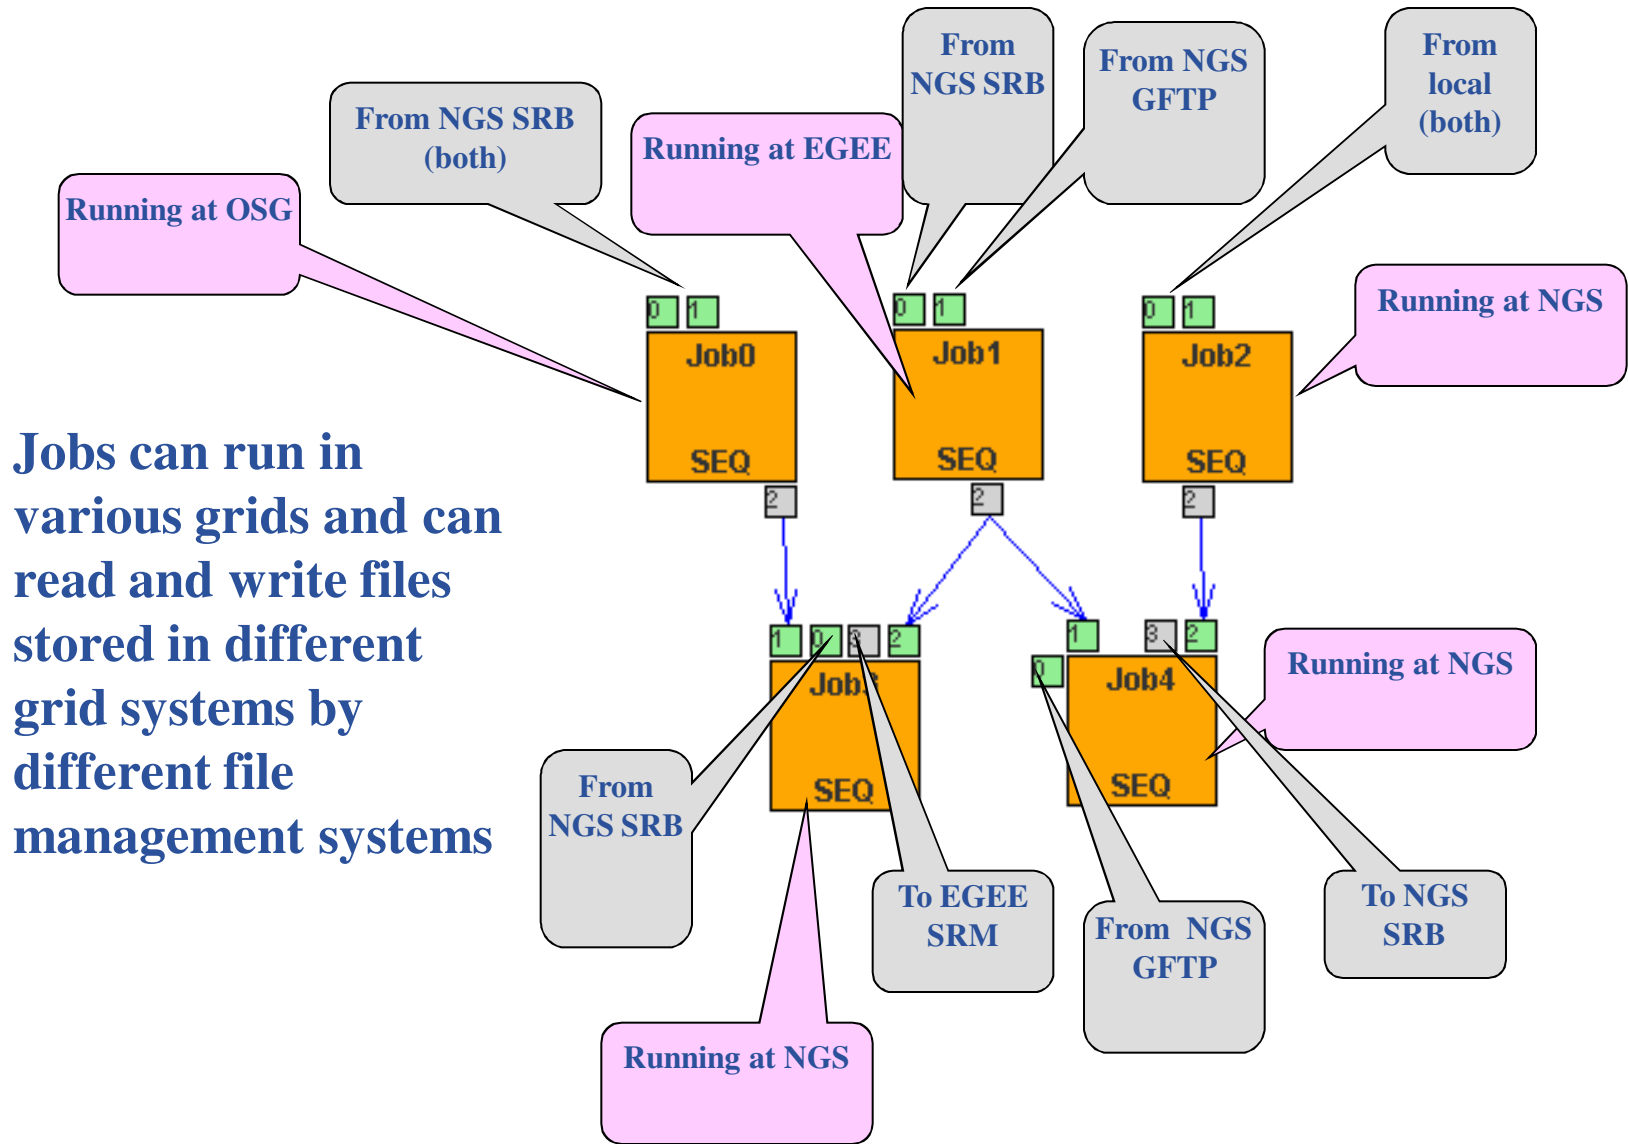 From
NGS SRB
From NGS
GFTP
From
local
(both)
From NGS SRB
(both)
Running at EGEE
Running at OSG
Running at NGS
0 1
0 1
0 1
Job0
Job1
Job2
SEQ
SEQ
SEQ
2
2
2
Jobs can run in
various grids and can
read and write files
stored in different
grid systems by
different file
management systems
1 0 3 2
1 3 2
0
Job3
Job4
SEQ
SEQ
Running at NGS
From
NGS SRB
To EGEE
SRM
From NGS
GFTP
To NGS
SRB
Running at NGS